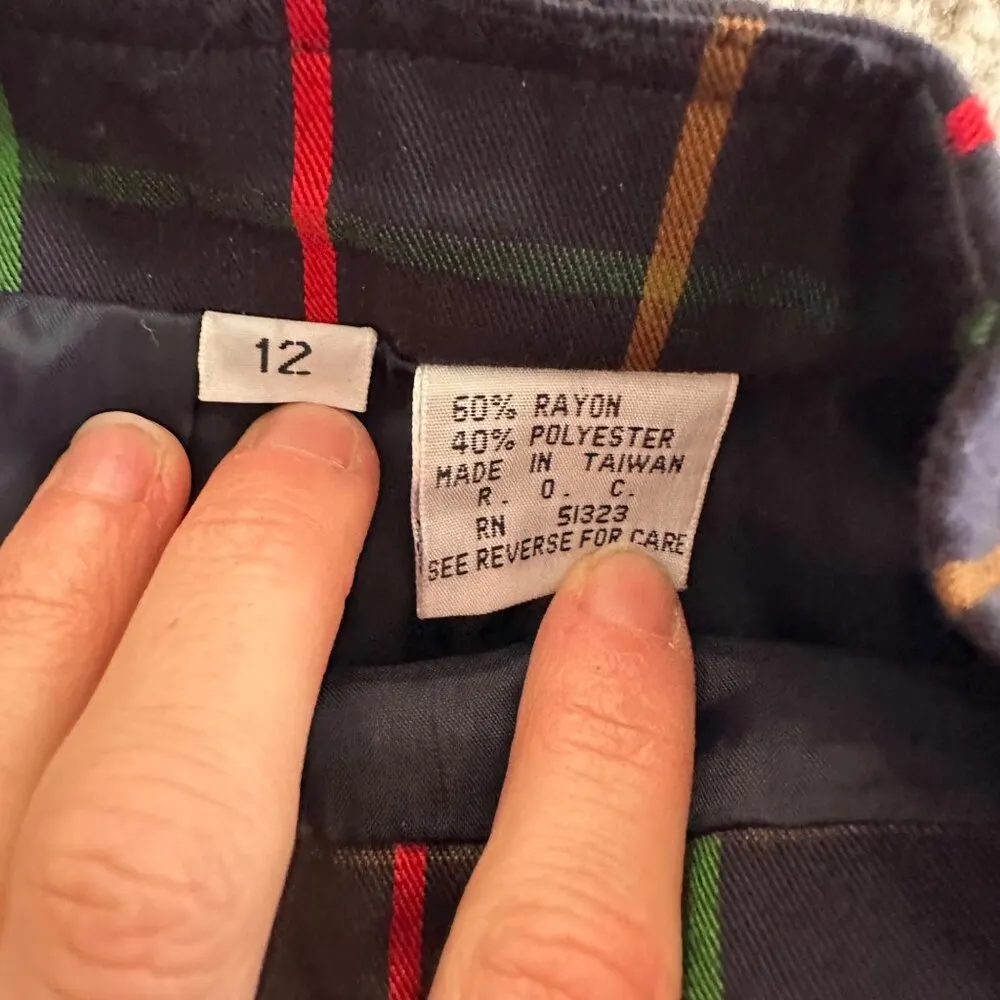 12
60% RAYON
40% POLYESTER
MADE IN TAIWAN
R. O. C.
RN 51323
SEE REVERSE FOR CARE